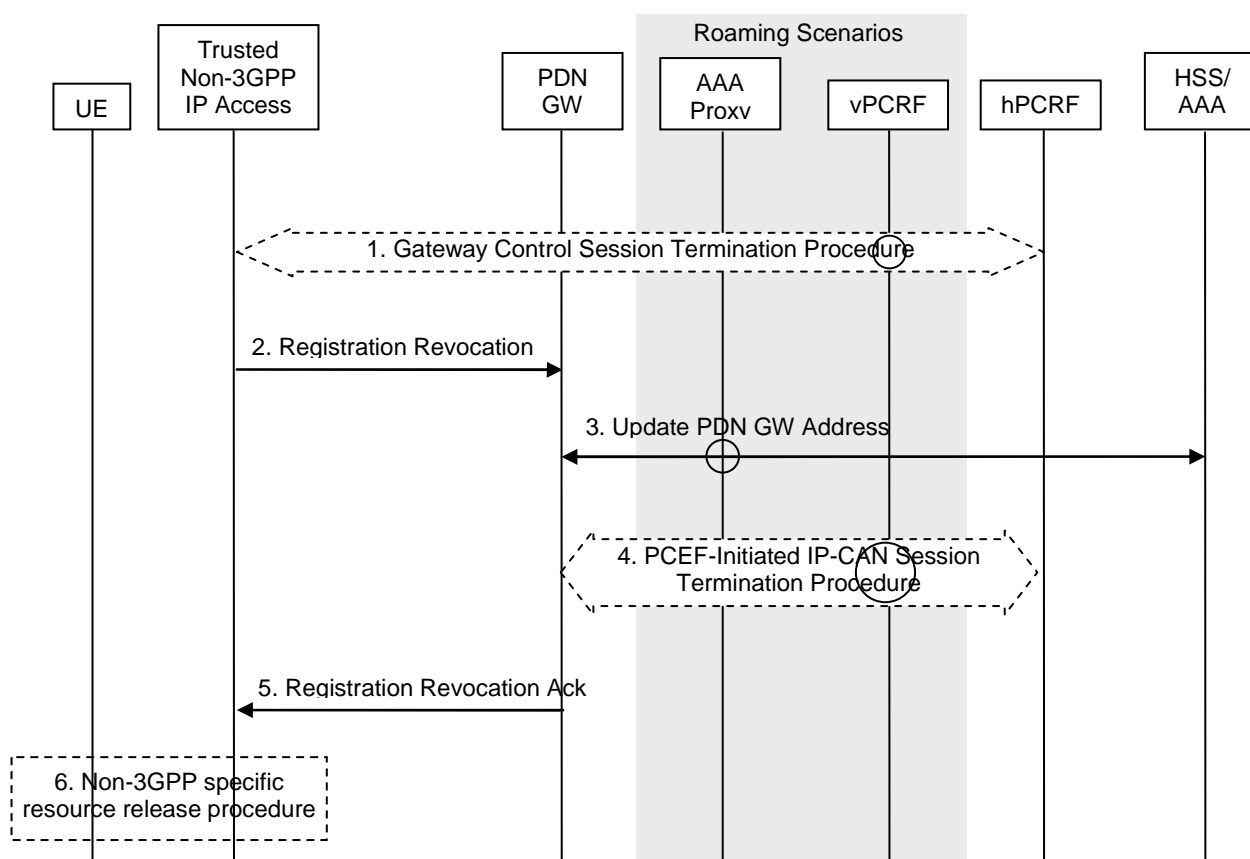 Roaming Scenarios
UE
Trusted
Non-3GPP
IP Access
PDN
GW
AAA
Proxv
vPCRF
hPCRF
HSS/
AAA
1. Gateway Control Session Termination Procedure
2. Registration Revocation
3. Update PDN GW Address
4. PCEF-Initiated IP-CAN Session
Termination Procedure
5. Registration Revocation Ack
6. Non-3GPP specific
resource release procedure